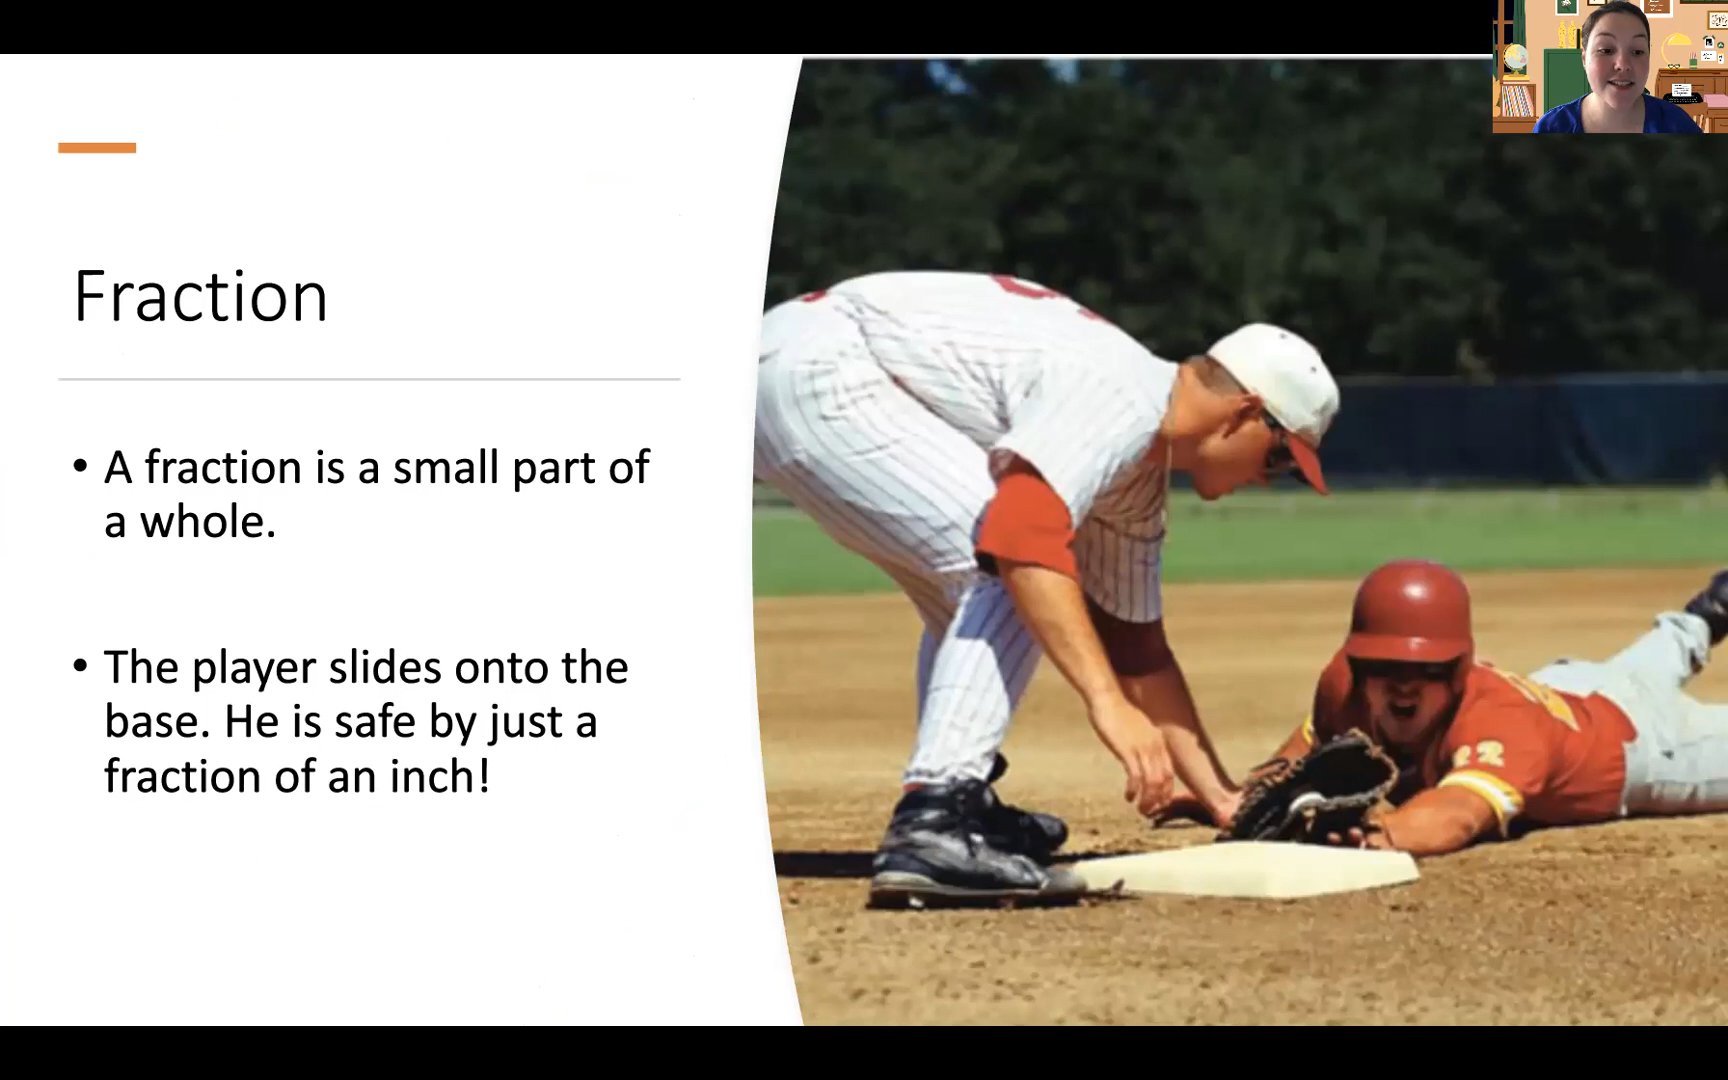 Fraction
• A fraction is a small part of
a whole.
• The player slides onto the
base. He is safe by just a
fraction of an inch!
22